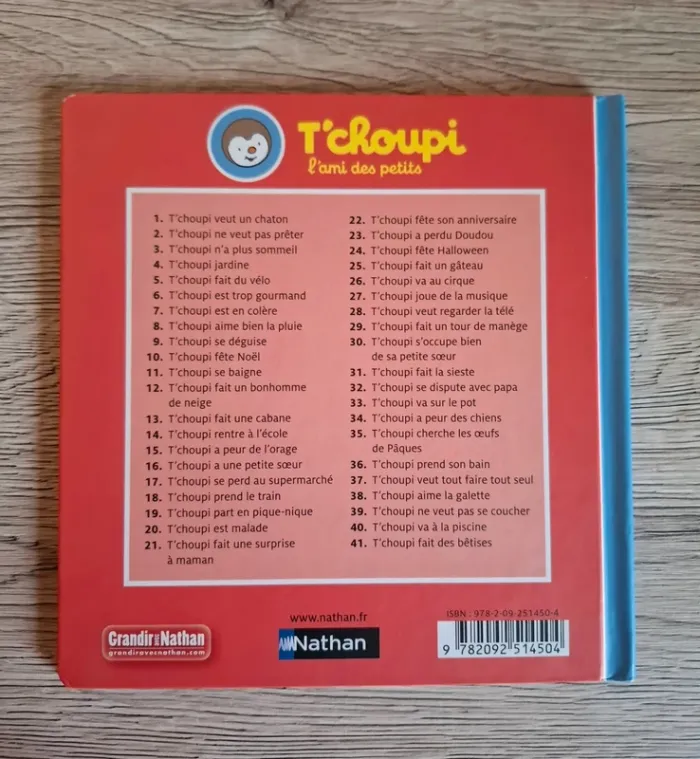 T'choupi
l'ami des petits
1. T'choupi veut un chaton
2. T'choupi ne veut pas prêter
3. T'choupi n'a plus sommeil
4. T'choupi jardine
5. T'choupi fait du vélo
6. T'choupi est trop gourmand
7. T'choupi est en colère
8. T'choupi aime bien la pluie
9. T'choupi se déguise
10. T'choupi fête Noël
11. T'choupi se baigne
12. T'choupi fait un bonhomme
de neige
13. T'choupi fait une cabane
14. T'choupi rentre à l'école
15. T'choupi a peur de l'orage
16. T'choupi a une petite sœur
17. T'choupi se perd au supermarché
18. T'choupi prend le train
19. T'choupi part en pique-nique
20. T'choupi est malade
21. T'choupi fait une surprise
à maman
22. T'choupi fête son anniversaire
23. T'choupi a perdu Doudou
24. T'choupi fête Halloween
25. T'choupi fait un gâteau
26. T'choupi va au cirque
27. T'choupi joue de la musique
28. T'choupi veut regarder la télé
29. T'choupi fait un tour de manège
30. T'choupi s'occupe bien
de sa petite sœur
31. T'choupi fait la sieste
32. T'choupi se dispute avec papa
33. T'choupi va sur le pot
34. T'choupi a peur des chiens
35. T'choupi cherche les œufs
de Pâques
36. T'choupi prend son bain
37. T'choupi veut tout faire tout seul
38. T'choupi aime la galette
39. T'choupi ne veut pas se coucher
40. T'choupi va à la piscine
41. T'choupi fait des bêtises
Grandir avec Nathan
grandiravecnathan.com
www.nathan.fr
Nathan
ISBN : 978-2-09-251450-4
9 782092 514504